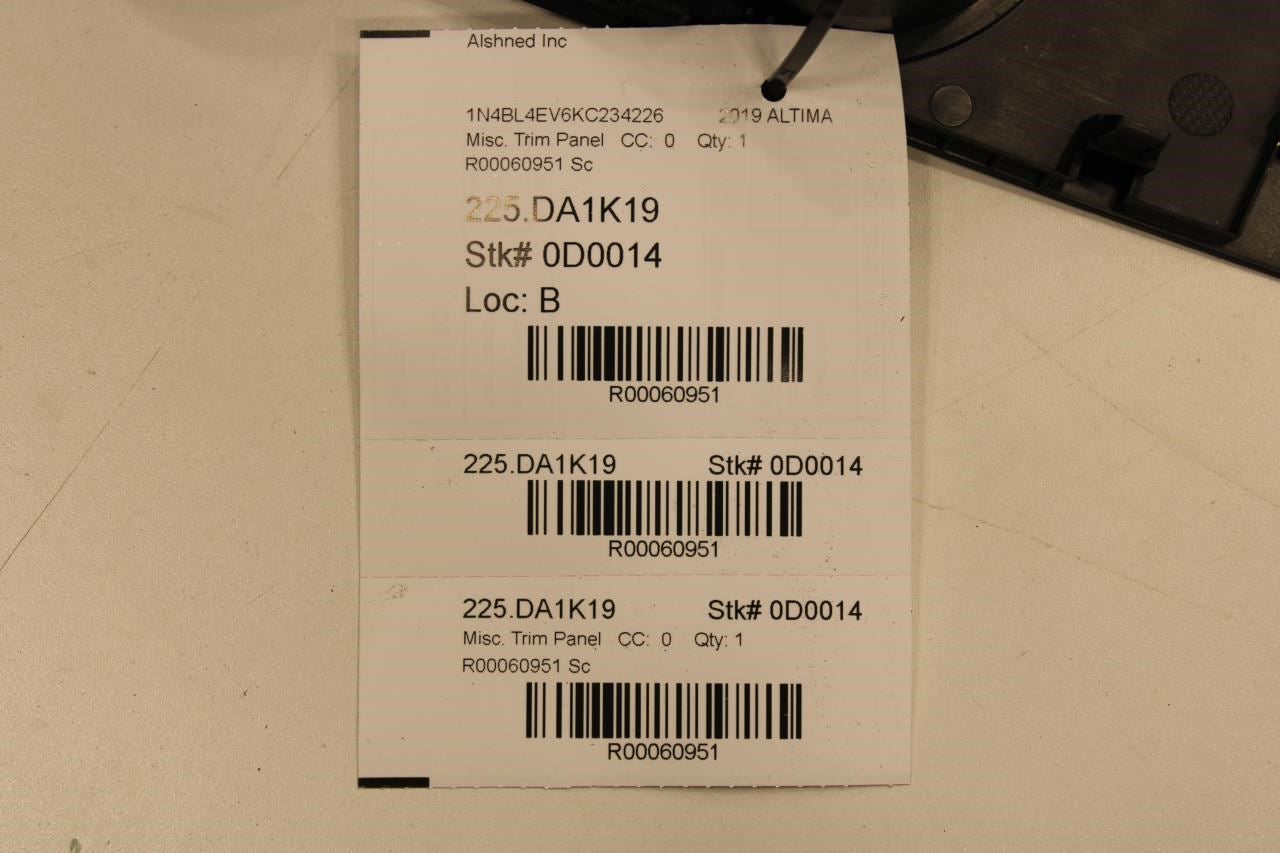 Alshned Inc
1N4BL4EV6KC234226 2019 ALTIMA
Misc. Trim Panel CC: 0 Qty: 1
R00060951 Sc
225.DA1K19
Stk# 0D0014
Loc: B
R00060951
225.DA1K19 Stk# 0D0014
R00060951
225.DA1K19 Stk# 0D0014
Misc. Trim Panel CC: 0 Qty: 1
R00060951 Sc
R00060951